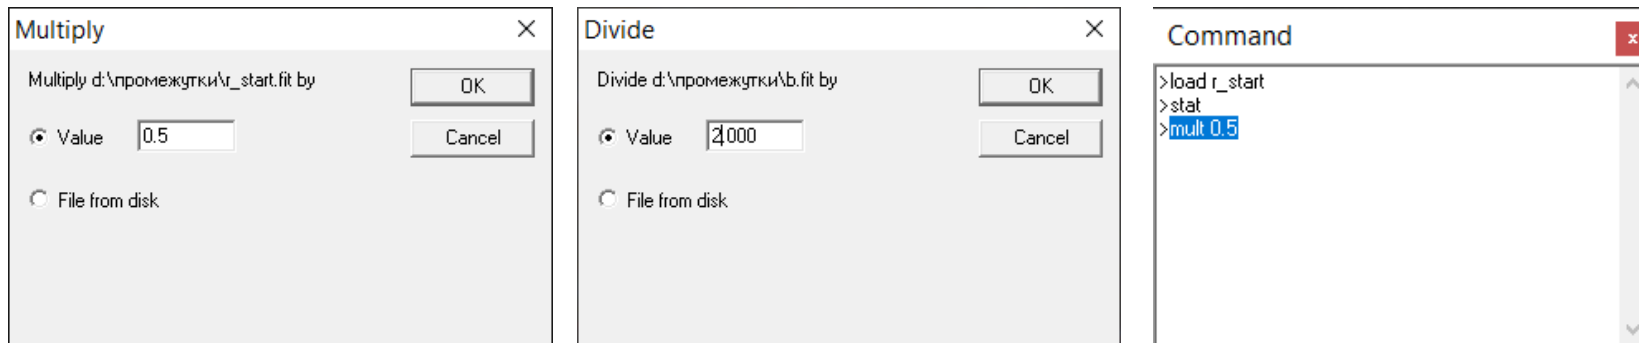 Multiply
Multiply d:\промежутки\r_start.fit by
OK
Value 0.5
Cancel
File from disk
Divide
Divide d:\промежутки\b.fit by
OK
Value 2.000
Cancel
File from disk
Command
>load r_start
>stat
>mult 0.5